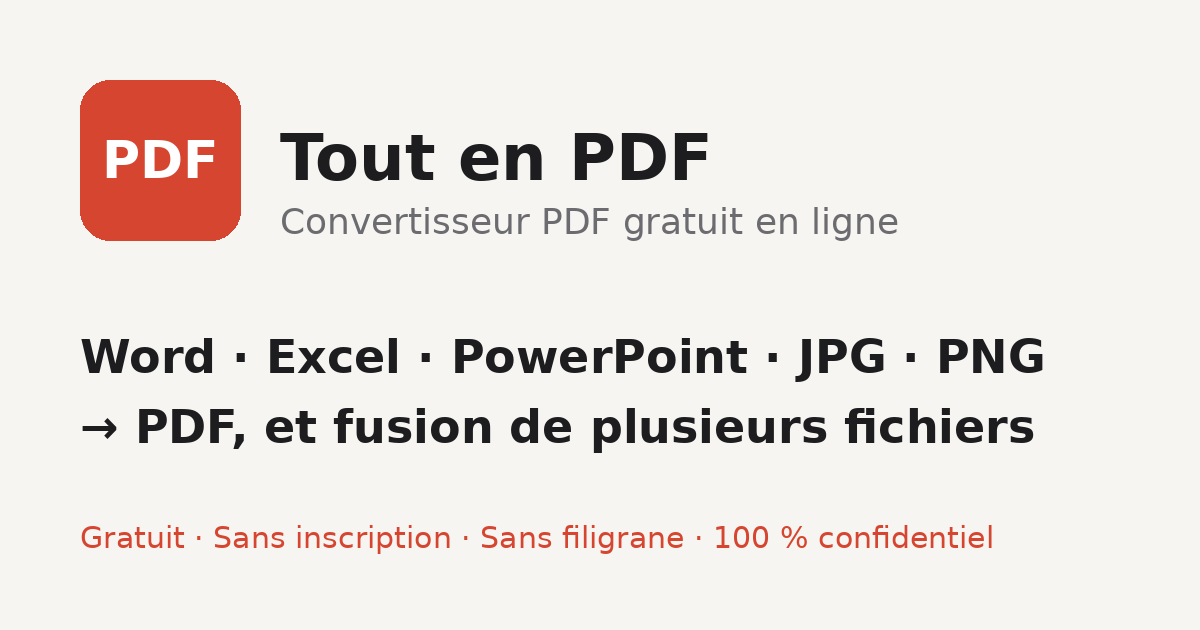 PDF
Tout en PDF
Convertisseur PDF gratuit en ligne
Word · Excel · PowerPoint · JPG · PNG
→ PDF, et fusion de plusieurs fichiers
Gratuit · Sans inscription · Sans filigrane · 100 % confidentiel